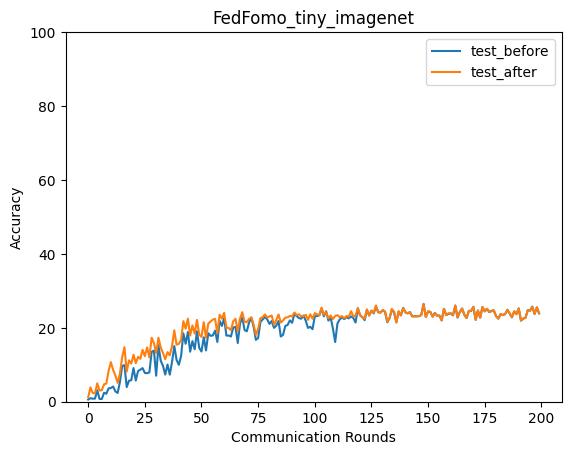 FedFomo_tiny_imagenet
test_before
test_after
100
80
60
40
20
0
Accuracy
0 25 50 75 100 125 150 175 200
Communication Rounds